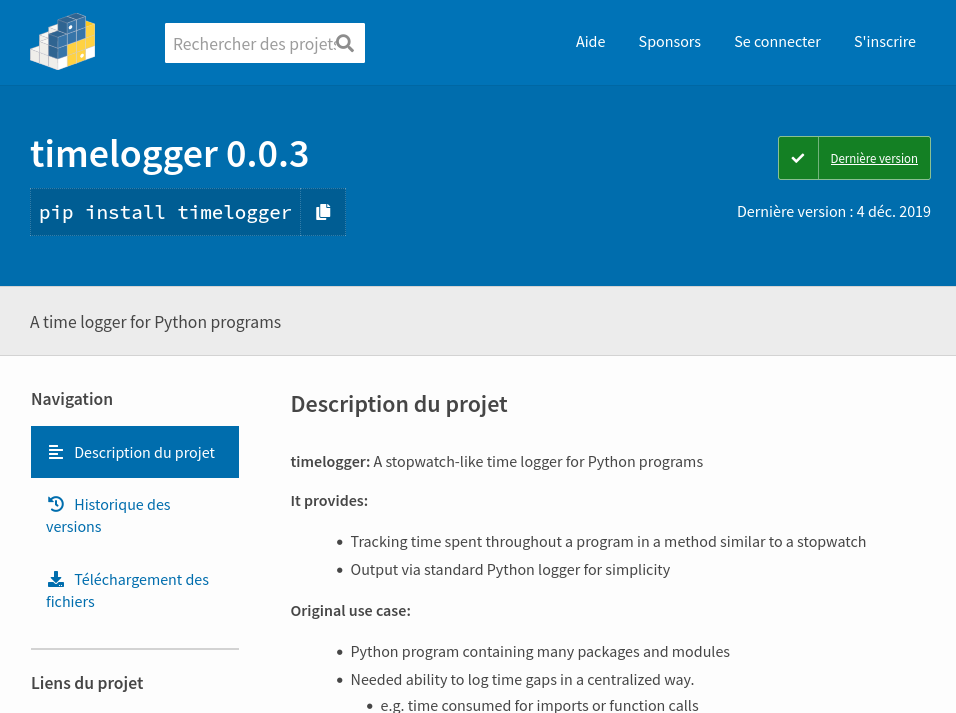 Rechercher des projets
Aide
Sponsors
Se connecter
S'inscrire
timelogger 0.0.3
pip install timelogger
Dernière version
Dernière version : 4 déc. 2019
A time logger for Python programs
Navigation
Description du projet
Historique des
versions
Téléchargement des
fichiers
Liens du projet
Description du projet
timelogger: A stopwatch-like time logger for Python programs
It provides:
Tracking time spent throughout a program in a method similar to a stopwatch
Output via standard Python logger for simplicity
Original use case:
Python program containing many packages and modules
Needed ability to log time gaps in a centralized way.
e.g. time consumed for imports or function calls